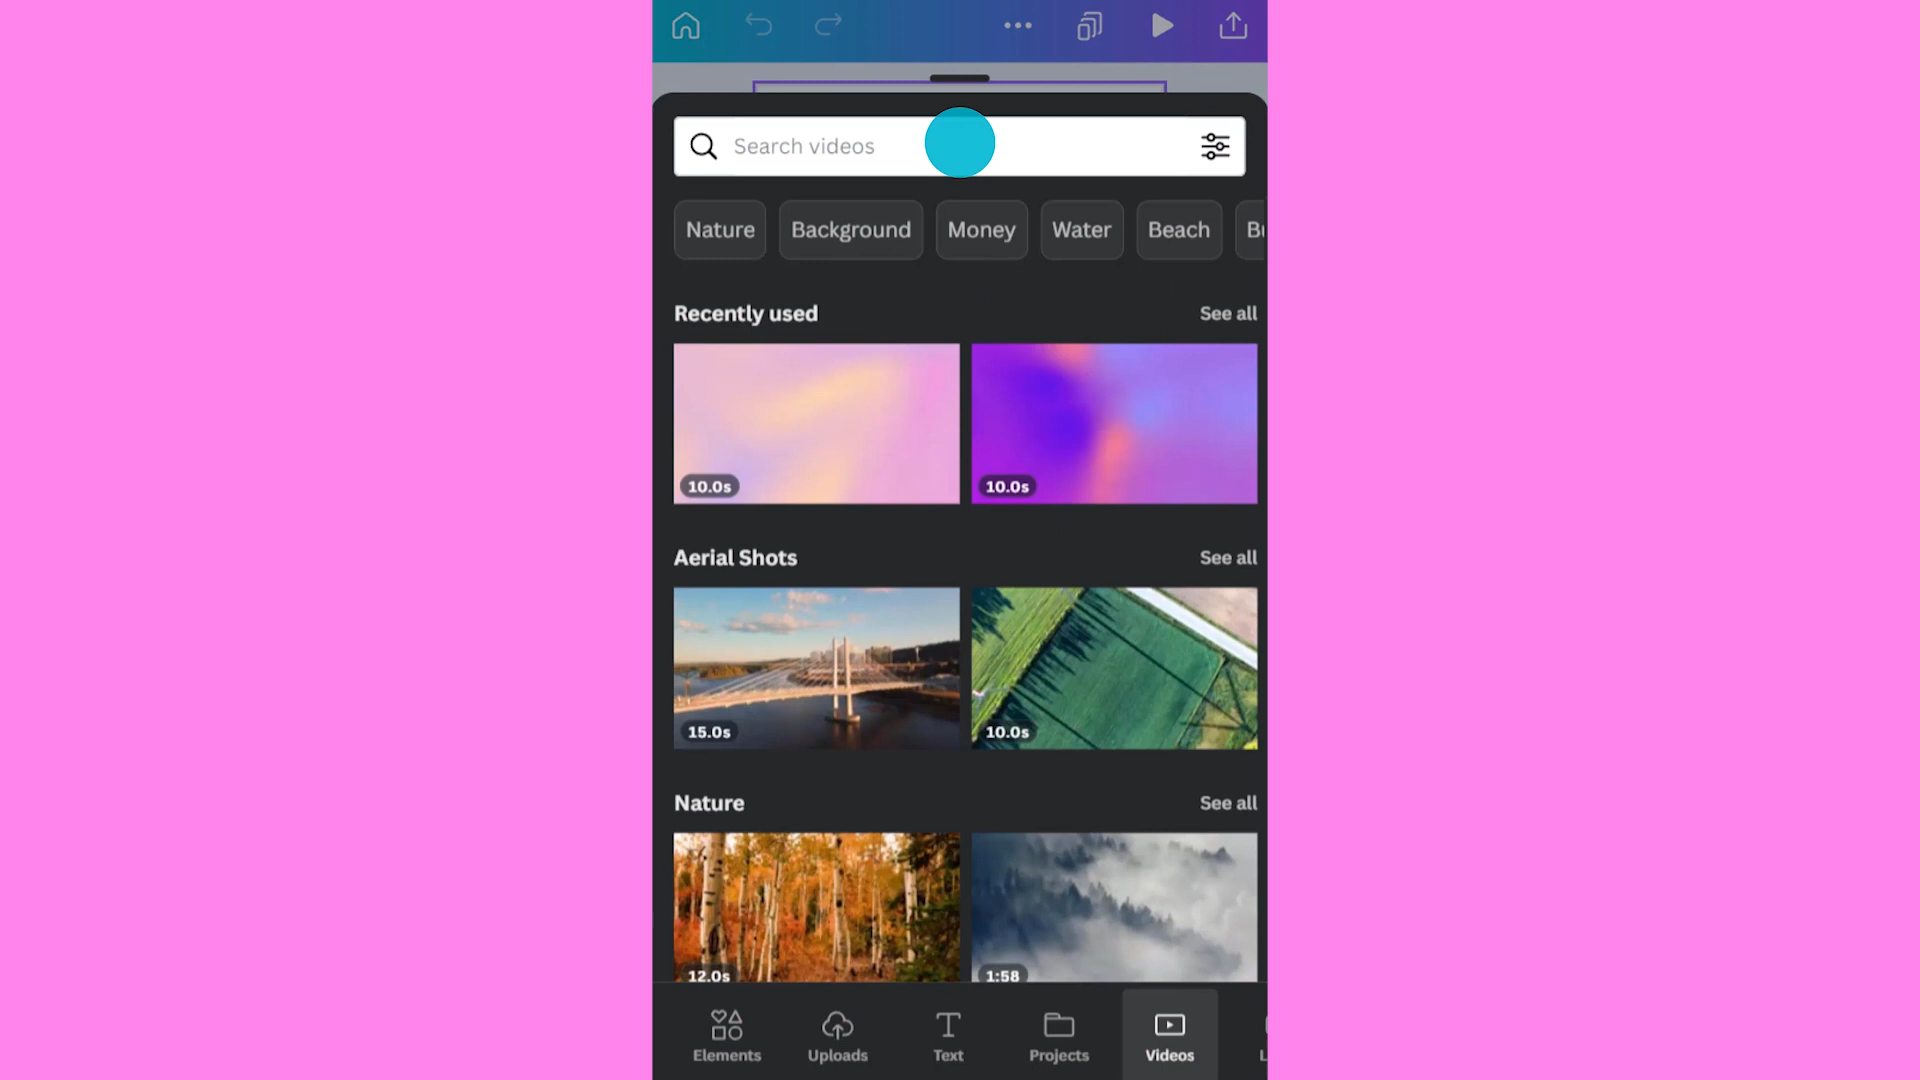 Search videos
Nature Background Money Water Beach
Recently used See all
10.0s 10.0s
Aerial Shots See all
15.0s 10.0s
Nature See all
12.0s 1:58
Elements Uploads Text Projects Videos